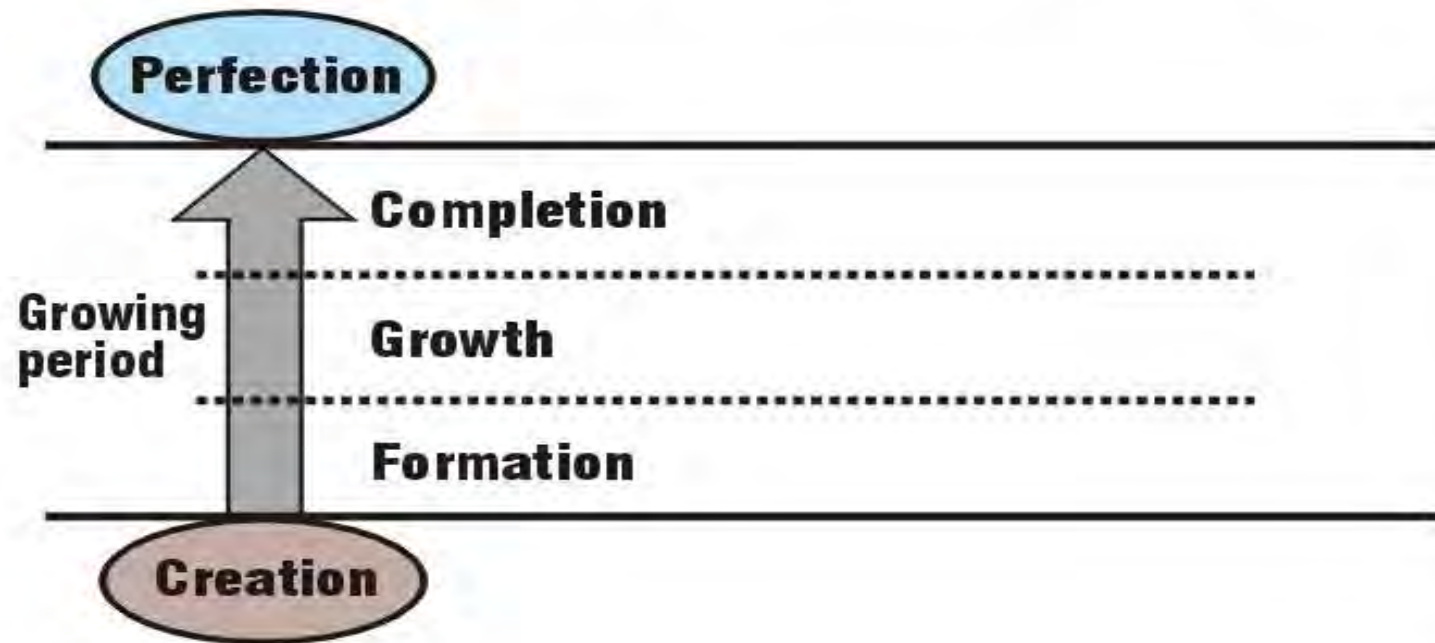 Perfection
Completion
Growing
period
Growth
Formation
Creation